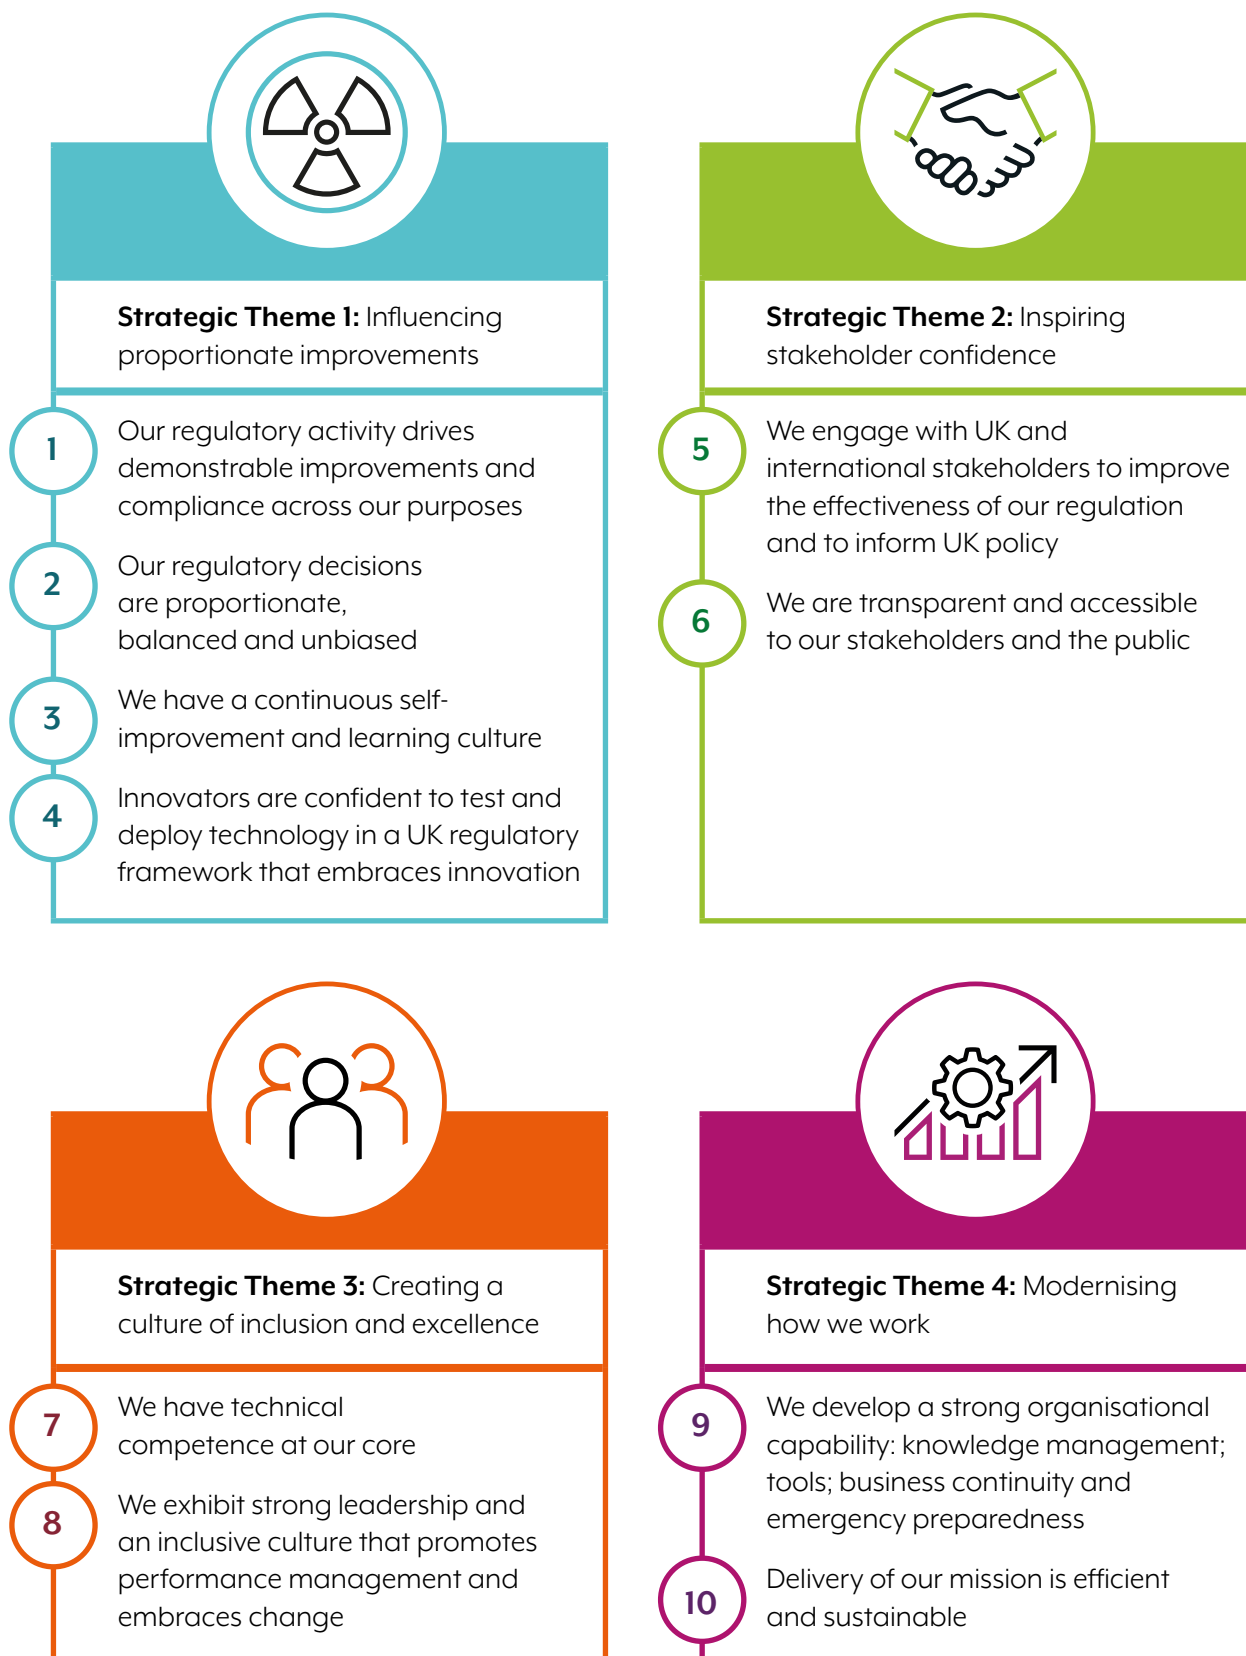 Strategic Theme 1: Influencing
proportionate improvements
1
Our regulatory activity drives
demonstrable improvements and
compliance across our purposes
2
Our regulatory decisions
are proportionate,
balanced and unbiased
3
We have a continuous self-
improvement and learning culture
4
Innovators are confident to test and
deploy technology in a UK regulatory
framework that embraces innovation
Strategic Theme 2: Inspiring
stakeholder confidence
5
We engage with UK and
international stakeholders to improve
the effectiveness of our regulation
and to inform UK policy
6
We are transparent and accessible
to our stakeholders and the public
Strategic Theme 3: Creating a
culture of inclusion and excellence
7
We have technical
competence at our core
8
We exhibit strong leadership and
an inclusive culture that promotes
performance management and
embraces change
Strategic Theme 4: Modernising
how we work
9
We develop a strong organisational
capability: knowledge management;
tools; business continuity and
emergency preparedness
10
Delivery of our mission is efficient
and sustainable